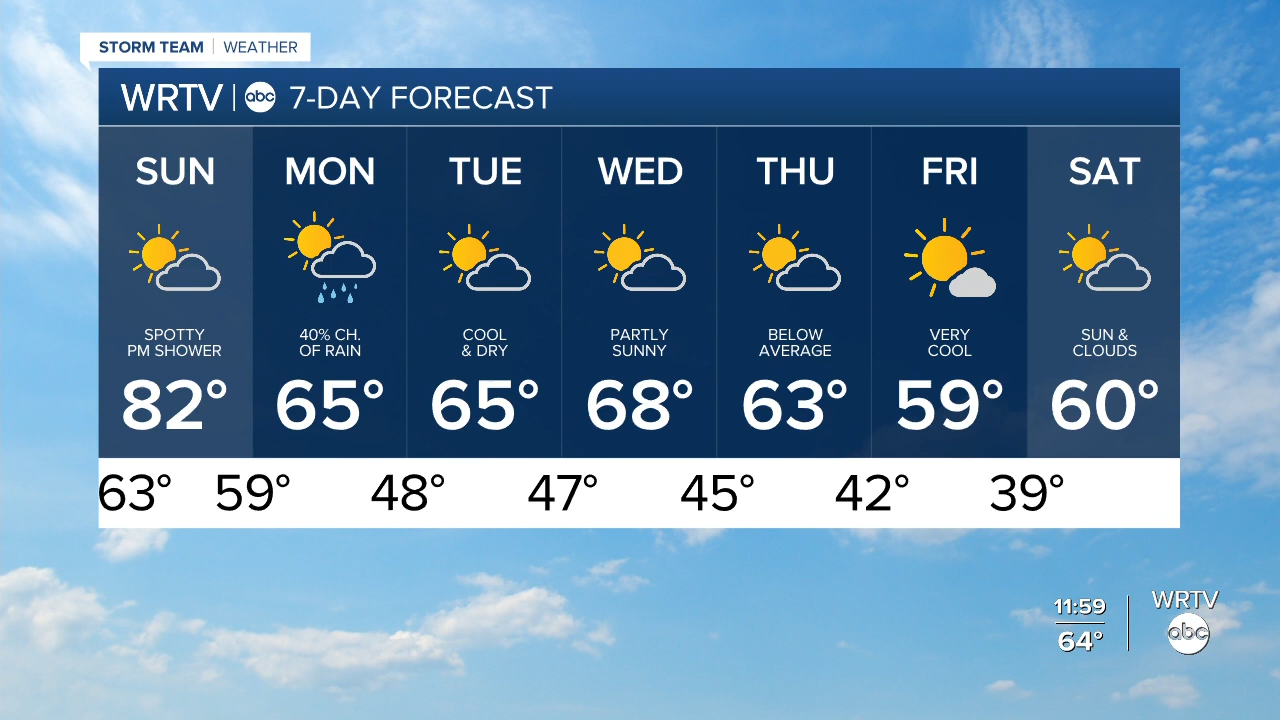 STORM TEAM | WEATHER
WRTV | abc 7-DAY FORECAST
SUN MON TUE WED THU FRI SAT
SPOTTY 40% CH. COOL PARTLY BELOW VERY SUN &
PM SHOWER OF RAIN & DRY SUNNY AVERAGE COOL CLOUDS
82° 65° 65° 68° 63° 59° 60°
63° 59° 48° 47° 45° 42° 39°
11:59 WRTV
64° abc